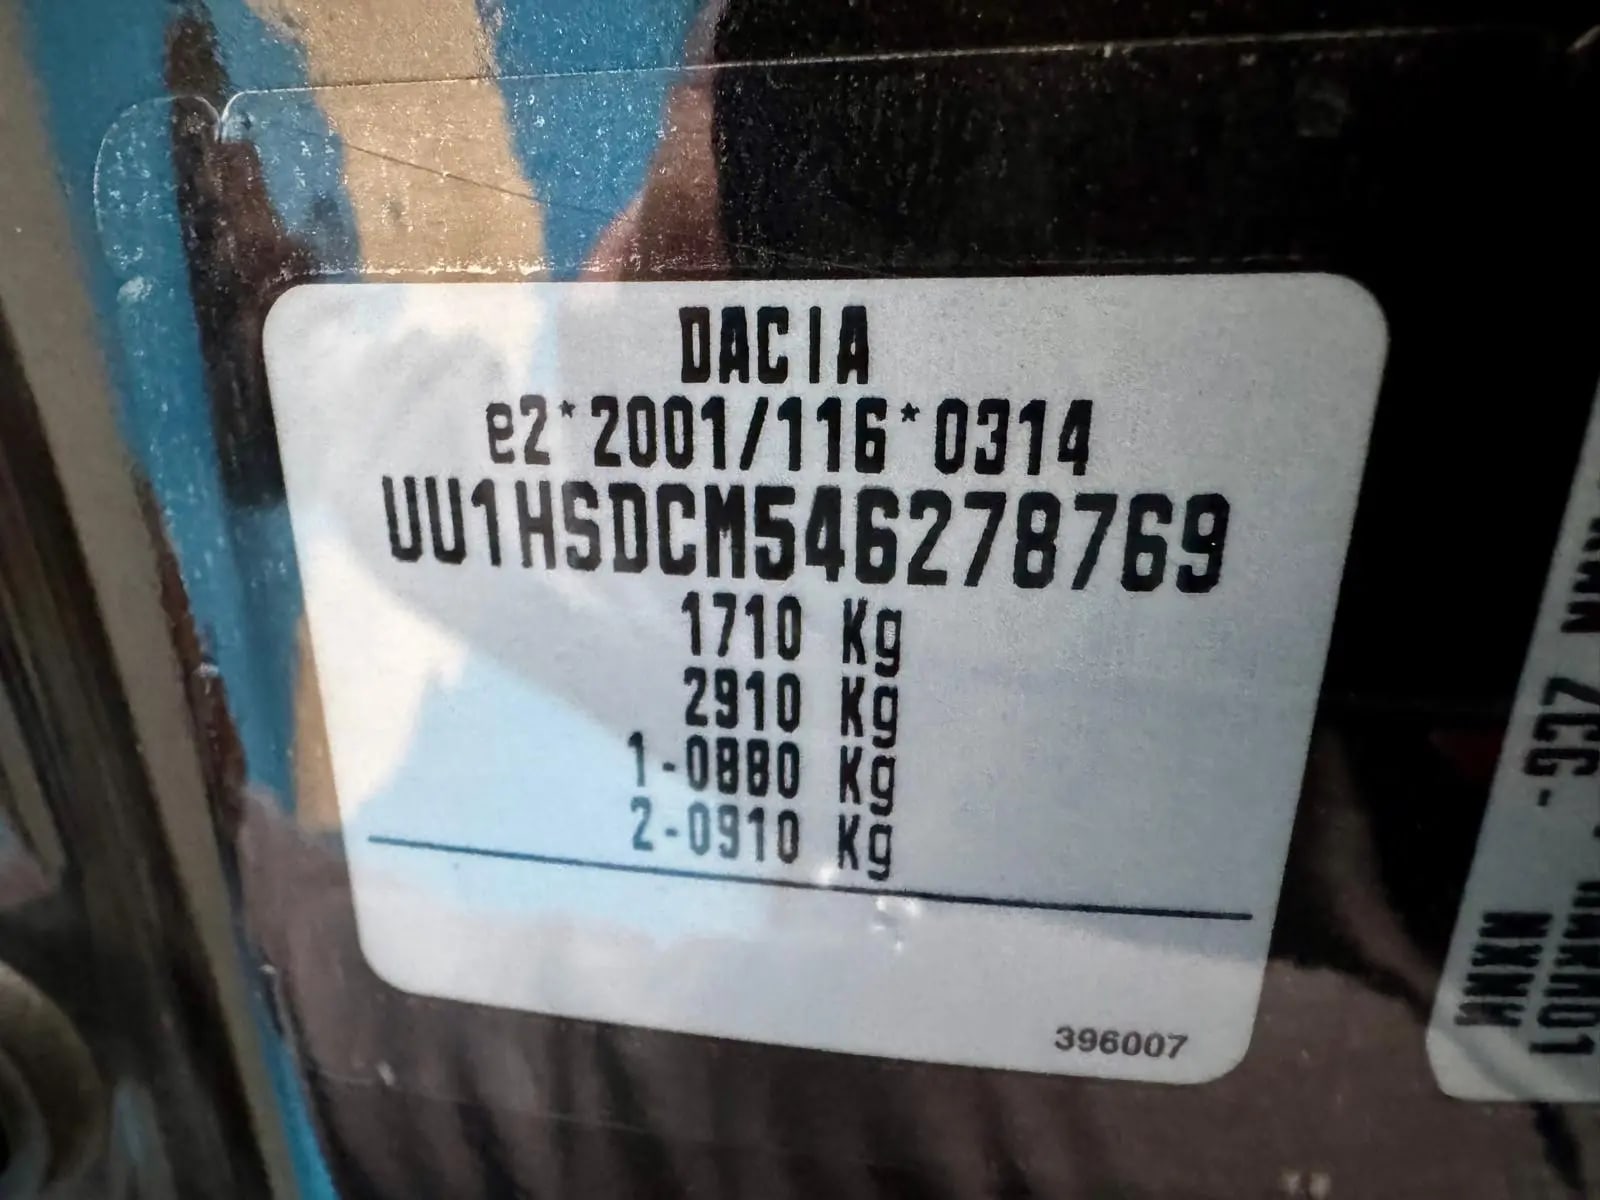 DACIA
e2*2001/116*0314
UU1HSDCM546278769
1710 Kg
2910 Kg
1-0880 Kg
2-0910 Kg
396007